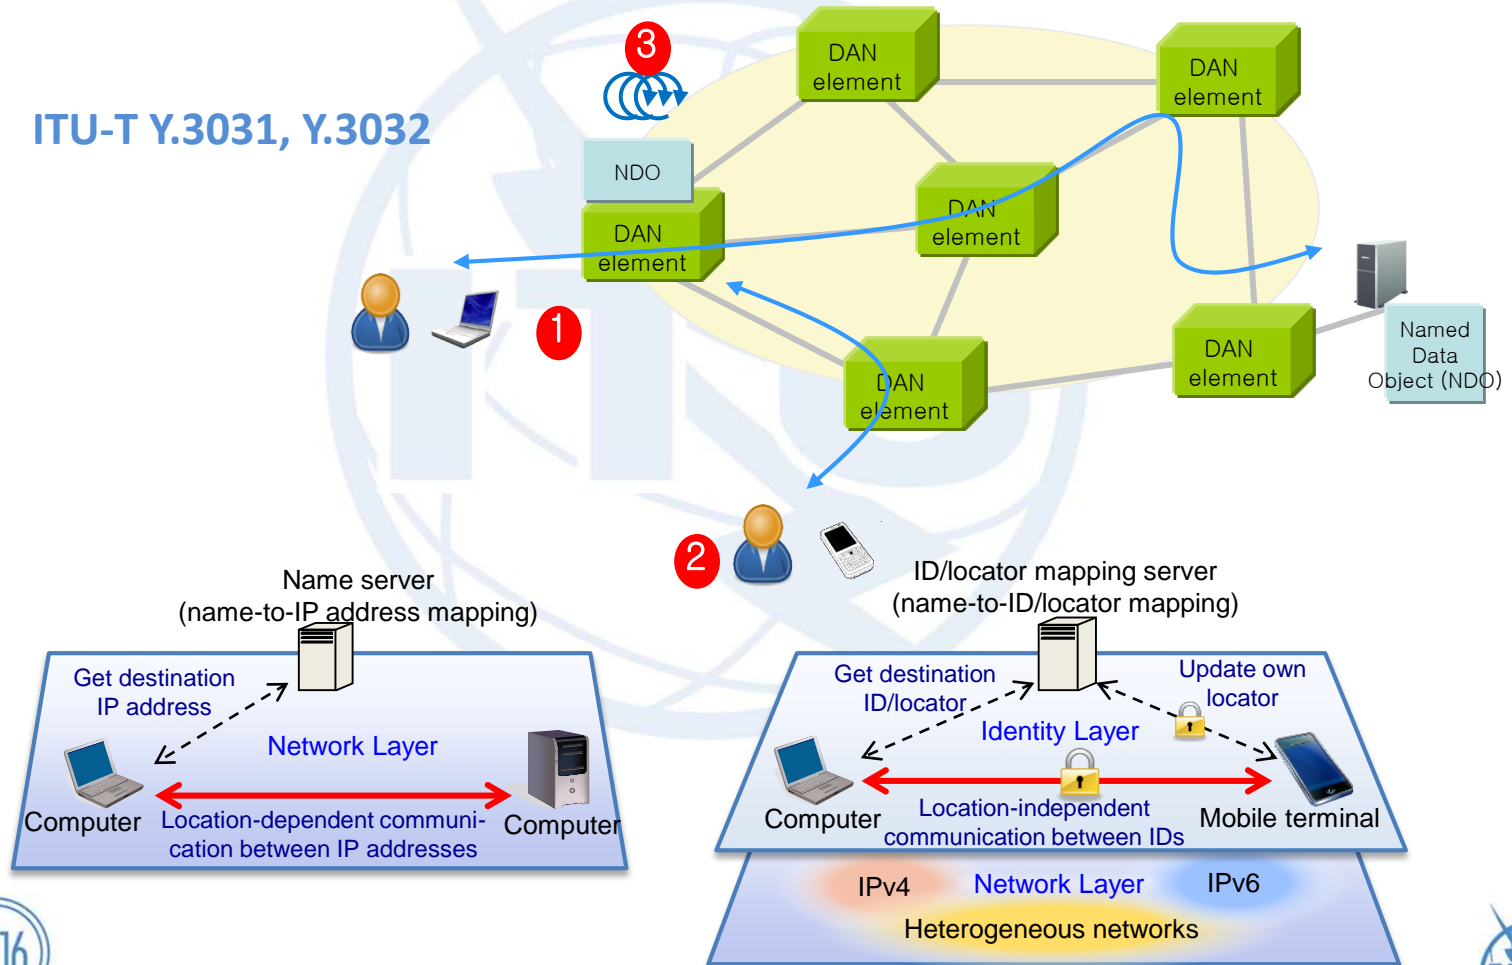 3
DAN
element
DAN
element
ITU-T Y.3031, Y.3032
NDO
DAN
element
DAN
element
1
Named
Data
Object (NDO)
DAN
element
DAN
element
2
Name server
(name-to-IP address mapping)
ID/locator mapping server
(name-to-ID/locator mapping)
Get destination
IP address
Network Layer
Computer
Location-dependent communi-
cation between IP addresses
Computer
Get destination
ID/locator
Update own
locator
Identity Layer
Computer
Location-independent
communication between IDs
Mobile terminal
IPv4
Network Layer
IPv6
Heterogeneous networks
16